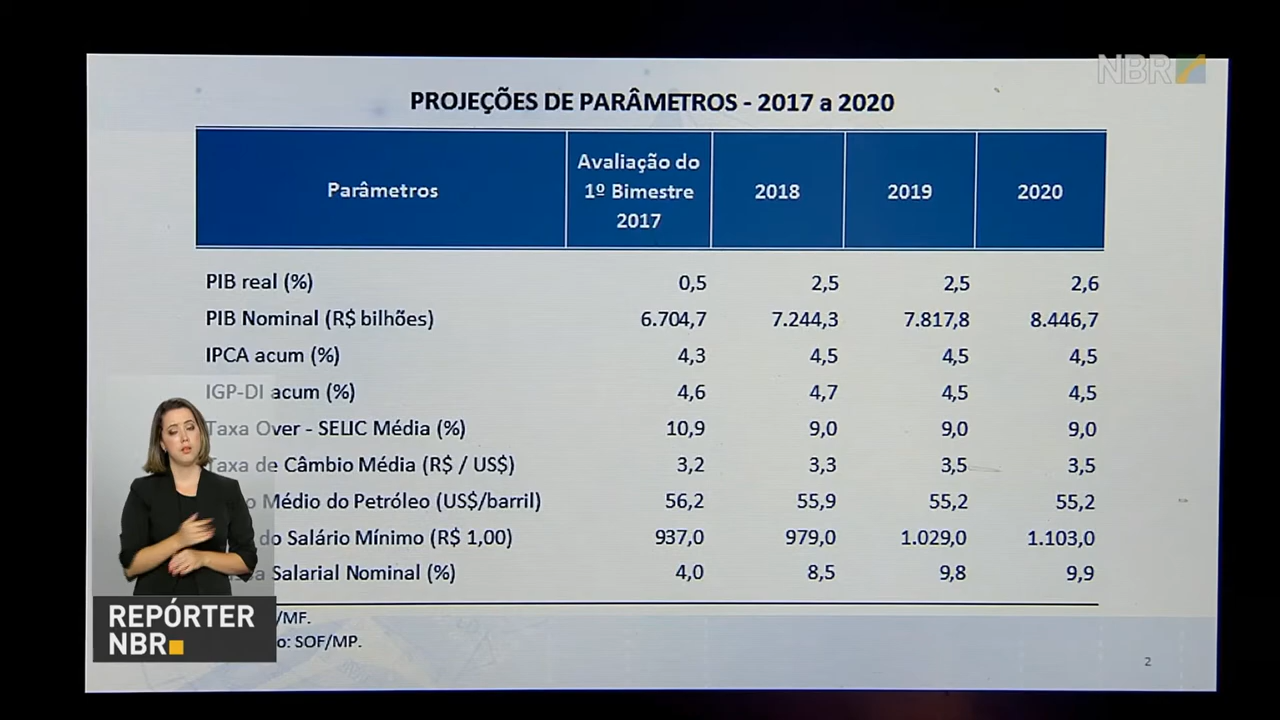 NBR
PROJEÇÕES DE PARÂMETROS - 2017 a 2020
Parâmetros
Avaliação do
1º Bimestre
2017
2018
2019
2020
PIB real (%) 0,5 2,5 2,5 2,6
PIB Nominal (R$ bilhões) 6.704,7 7.244,3 7.817,8 8.446,7
IPCA acum (%) 4,3 4,5 4,5 4,5
IGP-DI acum (%) 4,6 4,7 4,5 4,5
Taxa Over - SELIC Média (%) 10,9 9,0 9,0 9,0
Taxa de Câmbio Média (R$ / US$) 3,2 3,3 3,5 3,5
Médio do Petróleo (US$/barril) 56,2 55,9 55,2 55,2
do Salário Mínimo (R$ 1,00) 937,0 979,0 1.029,0 1.103,0
Salarial Nominal (%) 4,0 8,5 9,8 9,9
/MF.
: SOF/MP.
REPÓRTER
NBR
2